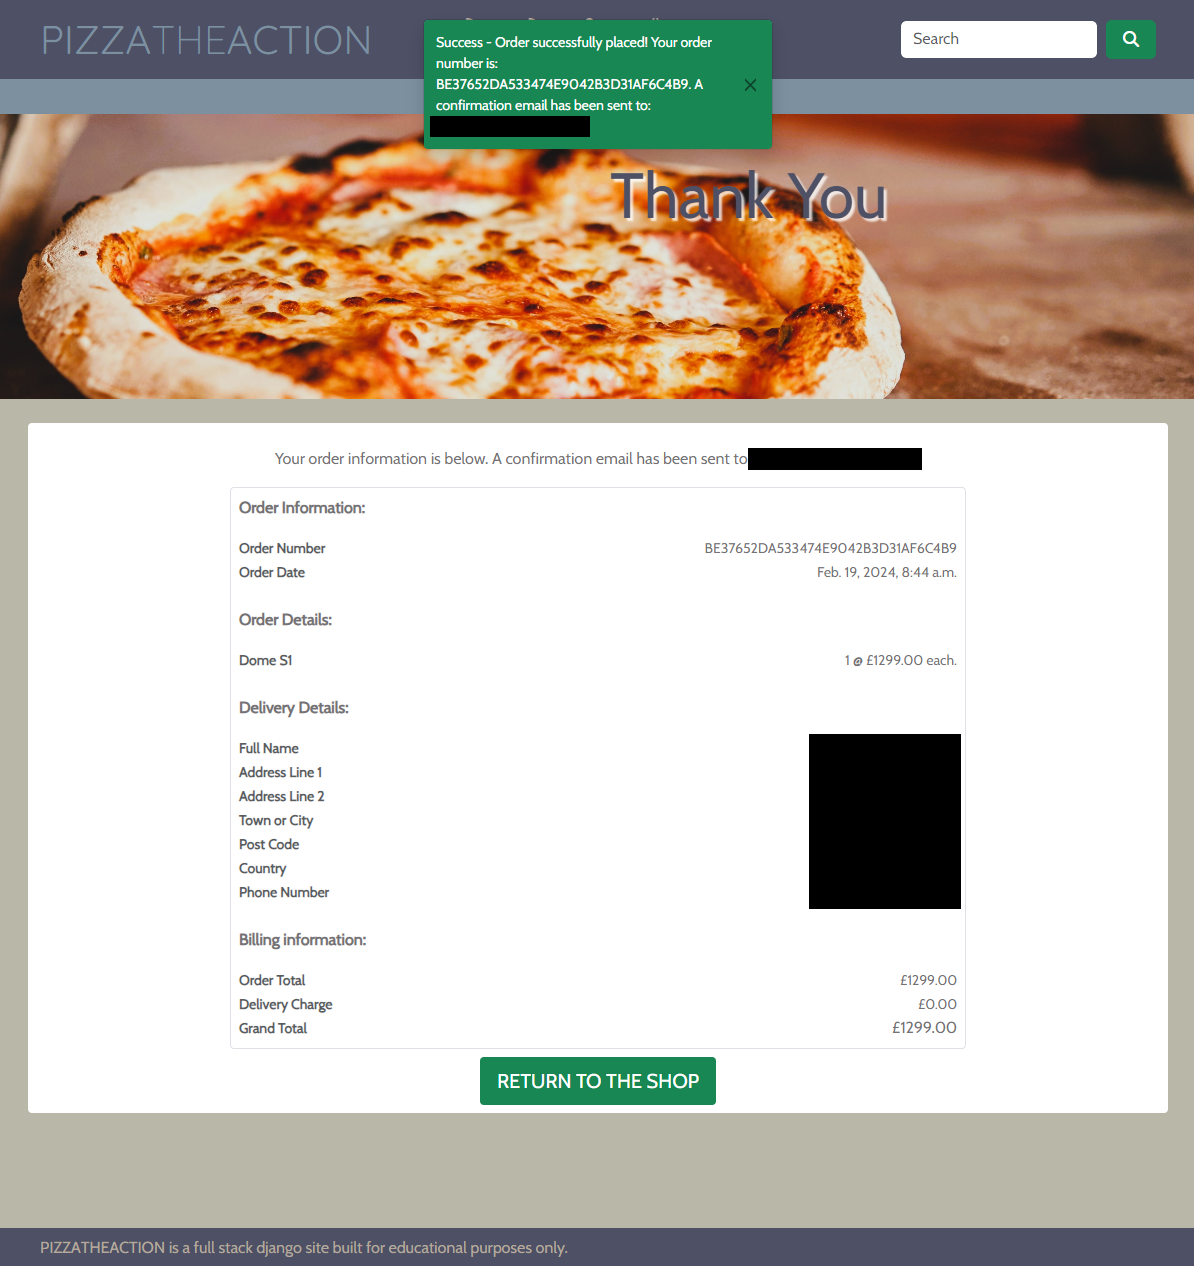 PIZZATHEACTION
Search
Success - Order successfully placed! Your order
number is:
BE37652DA533474E9042B3D31AF6C4B9. A
confirmation email has been sent to:
Thank You
Your order information is below. A confirmation email has been sent to
Order Information:
Order Number BE37652DA533474E9042B3D31AF6C4B9
Order Date Feb. 19, 2024, 8:44 a.m.
Order Details:
Dome S1 1 @ £1299.00 each.
Delivery Details:
Full Name
Address Line 1
Address Line 2
Town or City
Post Code
Country
Phone Number
Billing information:
Order Total £1299.00
Delivery Charge £0.00
Grand Total £1299.00
RETURN TO THE SHOP
PIZZATHEACTION is a full stack django site built for educational purposes only.